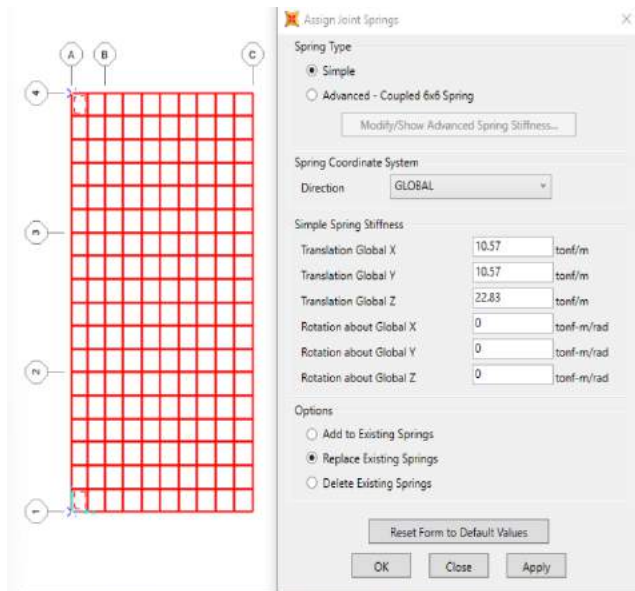 A B C
4
3
2
1
Assign Joint Springs
Spring Type
Simple
Advanced - Coupled 6x6 Spring
Modify/Show Advanced Spring Stiffness...
Spring Coordinate System
Direction GLOBAL
Simple Spring Stiffness
Translation Global X 10.57 tonf/m
Translation Global Y 10.57 tonf/m
Translation Global Z 22.83 tonf/m
Rotation about Global X 0 tonf-m/rad
Rotation about Global Y 0 tonf-m/rad
Rotation about Global Z 0 tonf-m/rad
Options
Add to Existing Springs
Replace Existing Springs
Delete Existing Springs
Reset Form to Default Values
OK Close Apply